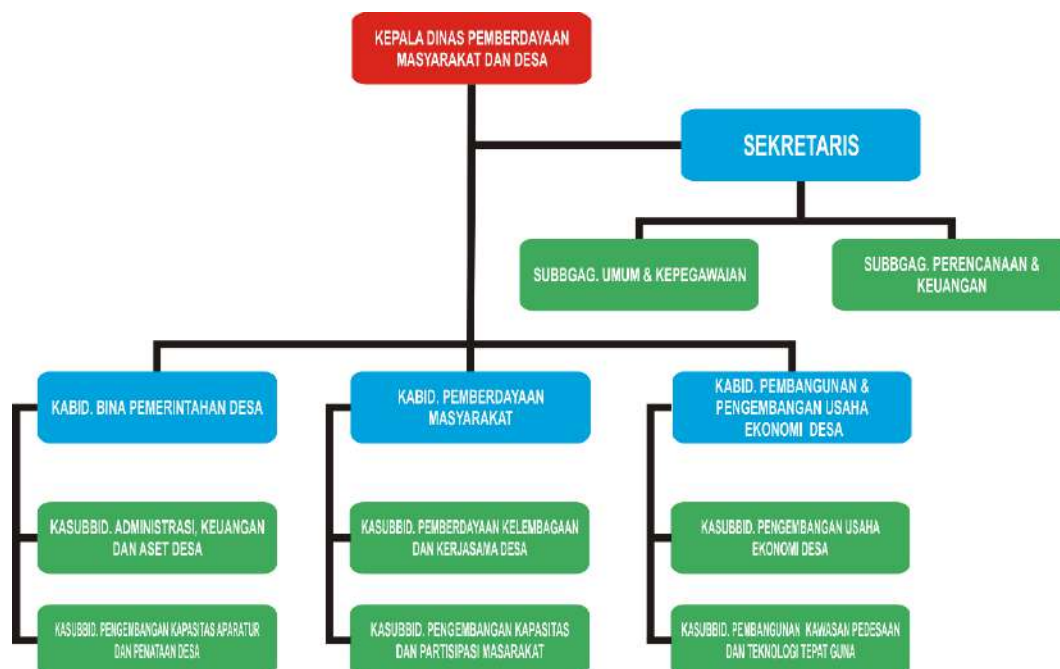 KEPALA DINAS PEMBERDAYAAN
MASYARAKAT DAN DESA
SEKRETARIS
SUBBGAG. UMUM & KEPEGAWAIAN
SUBBGAG. PERENCANAAN &
KEUANGAN
KABID. BINA PEMERINTAHAN DESA
KABID. PEMBERDAYAAN
MASYARAKAT
KABID. PEMBANGUNAN &
PENGEMBANGAN USAHA
EKONOMI DESA
KASUBBID. ADMINISTRASI, KEUANGAN
DAN ASET DESA
KASUBBID. PEMBERDAYAAN KELEMBAGAAN
DAN KERJASAMA DESA
KASUBBID. PENGEMBANGAN USAHA
EKONOMI DESA
KASUBBID. PENGEMBANGAN KAPASITAS APARATUR
DAN PENATAAN DESA
KASUBBID. PENGEMBANGAN KAPASITAS
DAN PARTISIPASI MASARAKAT
KASUBBID. PEMBANGUNAN KAWASAN PEDESAAN
DAN TEKNOLOGI TEPAT GUNA